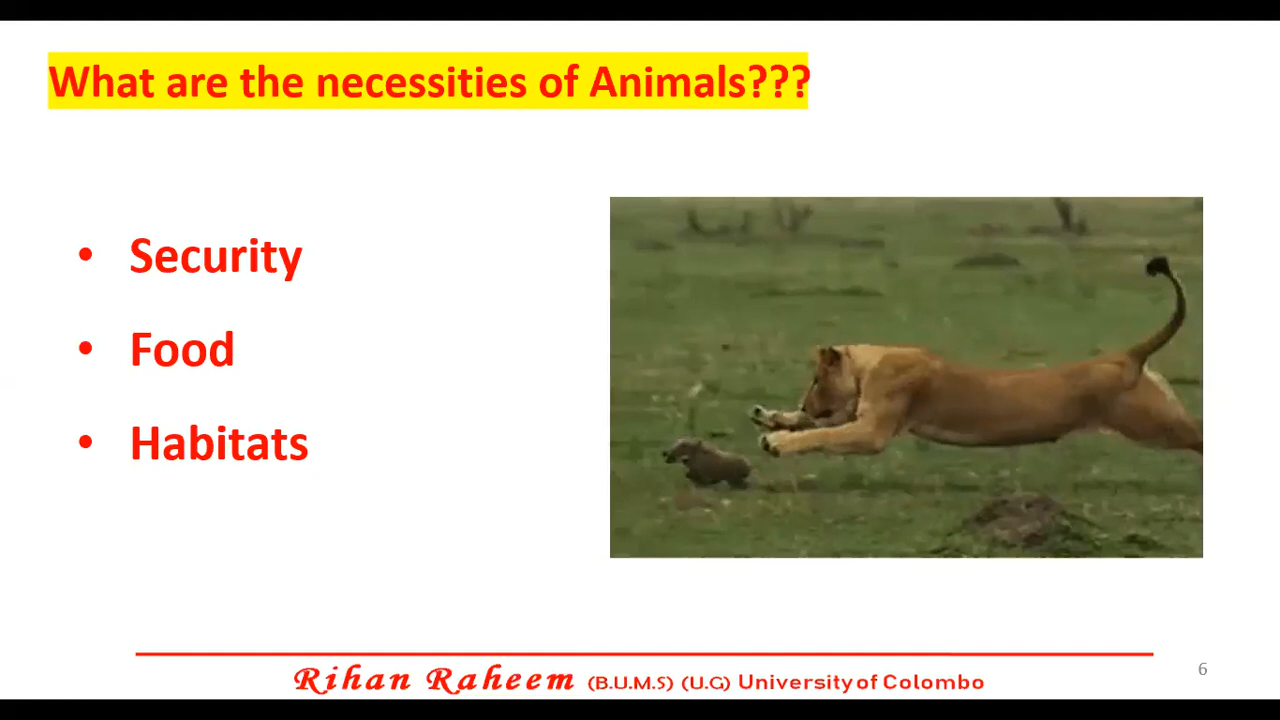 What are the necessities of Animals???
• Security
• Food
• Habitats
Rihan Raheem (B.U.M.S) (U.G) University of Colombo
6